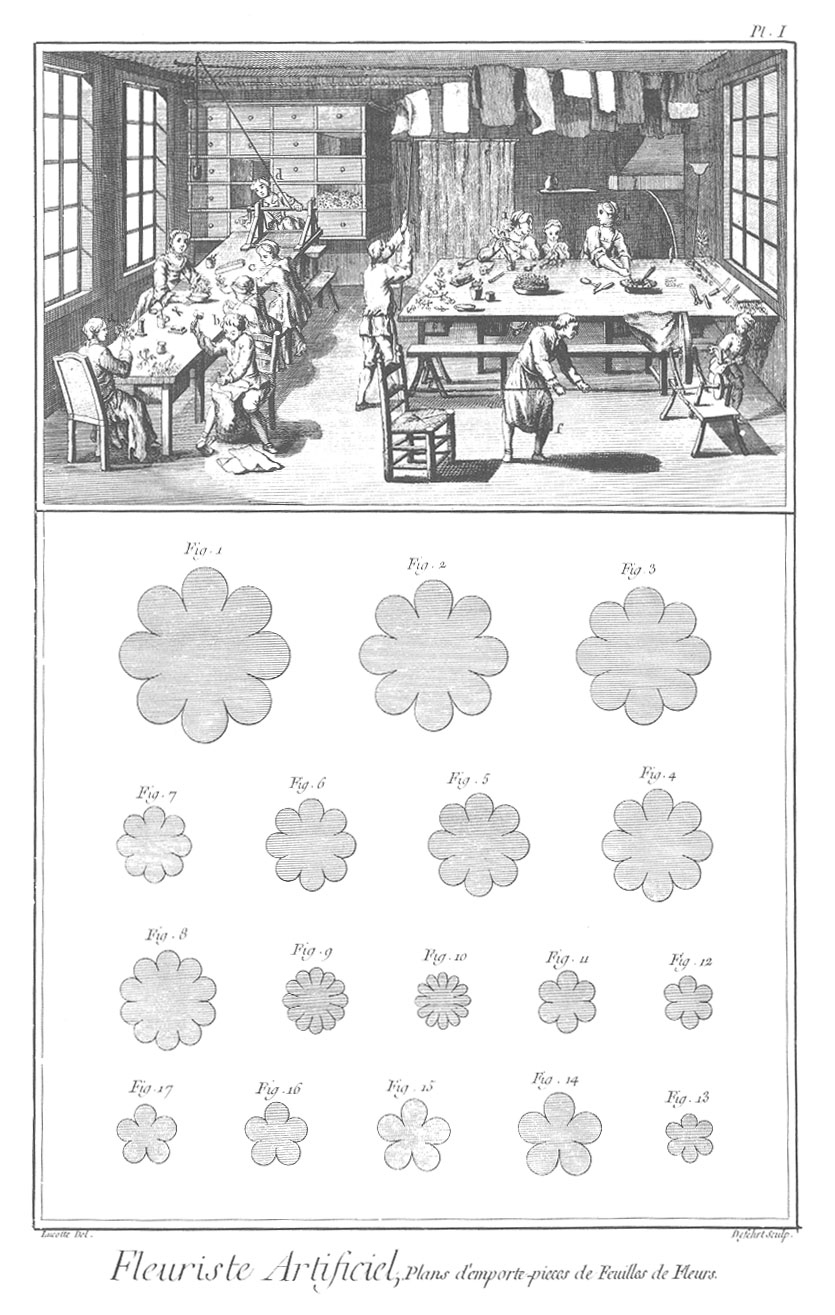 Pl. I
a
b
c
d
f
Fig. 1
Fig. 2
Fig. 3
Fig. 7
Fig. 6
Fig. 5
Fig. 4
Fig. 8
Fig. 9
Fig. 10
Fig. 11
Fig. 12
Fig. 17
Fig. 16
Fig. 15
Fig. 14
Fig. 13
Lucotte Del.
Defehrt Sculp.
Fleuriste Artificiel, Plans d'emporte-pieces de Feuilles de Fleurs.